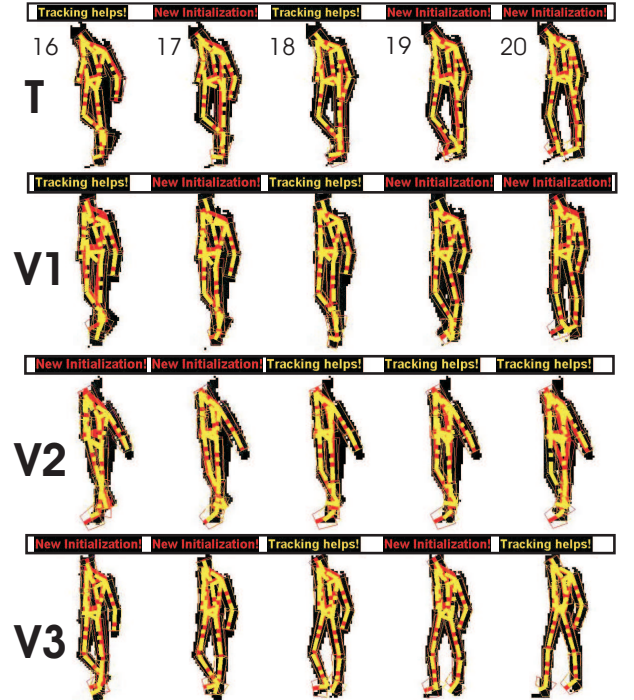 Tracking helps! New Initialization! Tracking helps! New Initialization! New Initialization!
16 17 18 19 20
T
Tracking helps! New Initialization! Tracking helps! New Initialization! New Initialization!
V1
New Initialization! New Initialization! Tracking helps! Tracking helps! Tracking helps!
V2
New Initialization! New Initialization! Tracking helps! New Initialization! Tracking helps!
V3